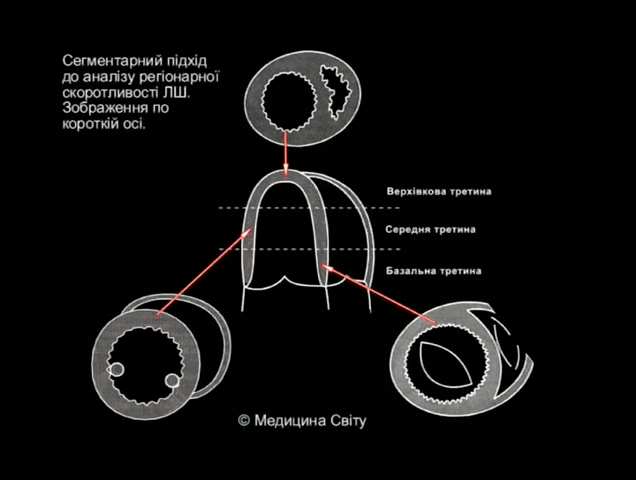 Сегментарний підхід
до аналізу регіонарної
скоротливості ЛШ.
Зображення по
короткій осі.
Верхівкова третина
Середня третина
Базальна третина
© Медицина Світу